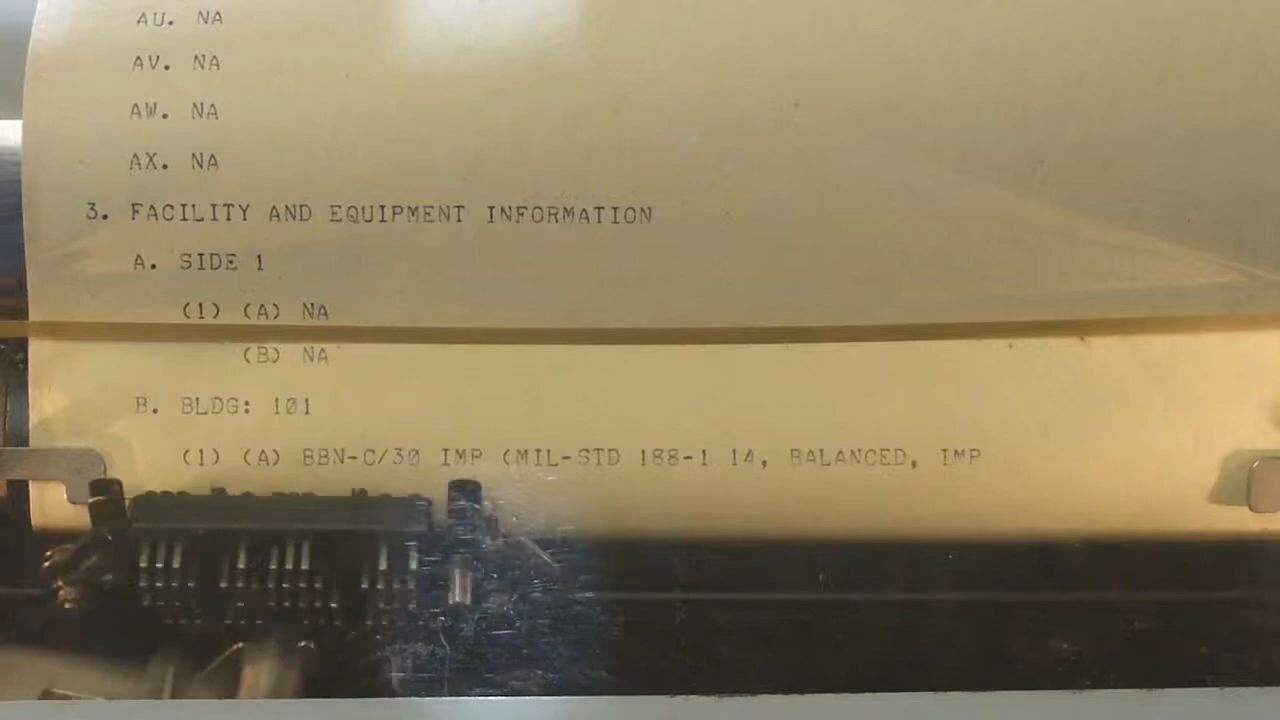 AU. NA
AV. NA
AW. NA
AX. NA
3. FACILITY AND EQUIPMENT INFORMATION
A. SIDE 1
(1) (A) NA
(B) NA
B. BLDG: 101
(1) (A) BBN-C/30 IMP (MIL-STD 188-1 14, BALANCED, IMP